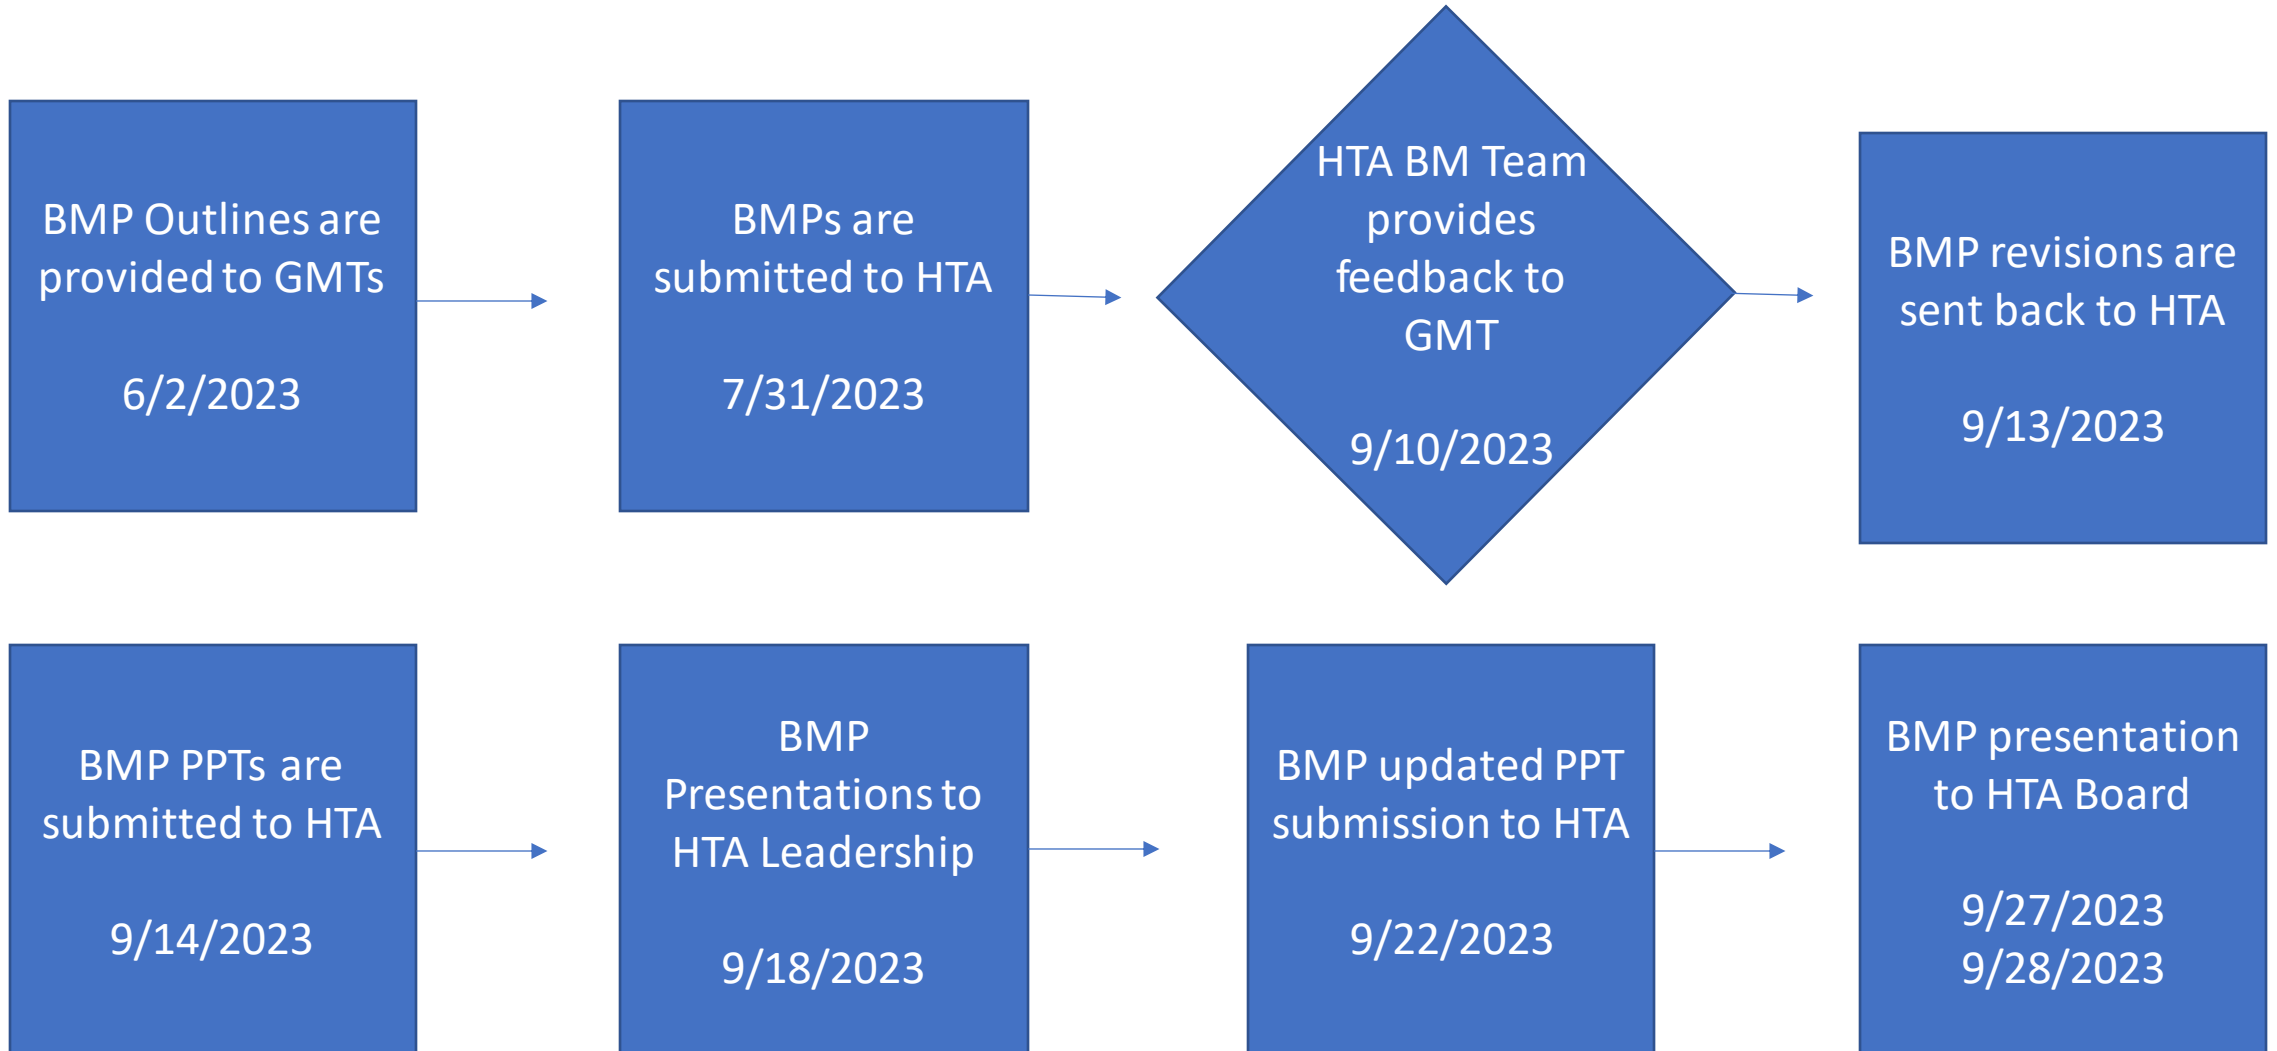 BMP Outlines are
provided to GMTs
6/2/2023
BMPs are
submitted to HTA
7/31/2023
HTA BM Team
provides
feedback to
GMT
9/10/2023
BMP revisions are
sent back to HTA
9/13/2023
BMP PPTs are
submitted to HTA
9/14/2023
BMP
Presentations to
HTA Leadership
9/18/2023
BMP updated PPT
submission to HTA
9/22/2023
BMP presentation
to HTA Board
9/27/2023
9/28/2023